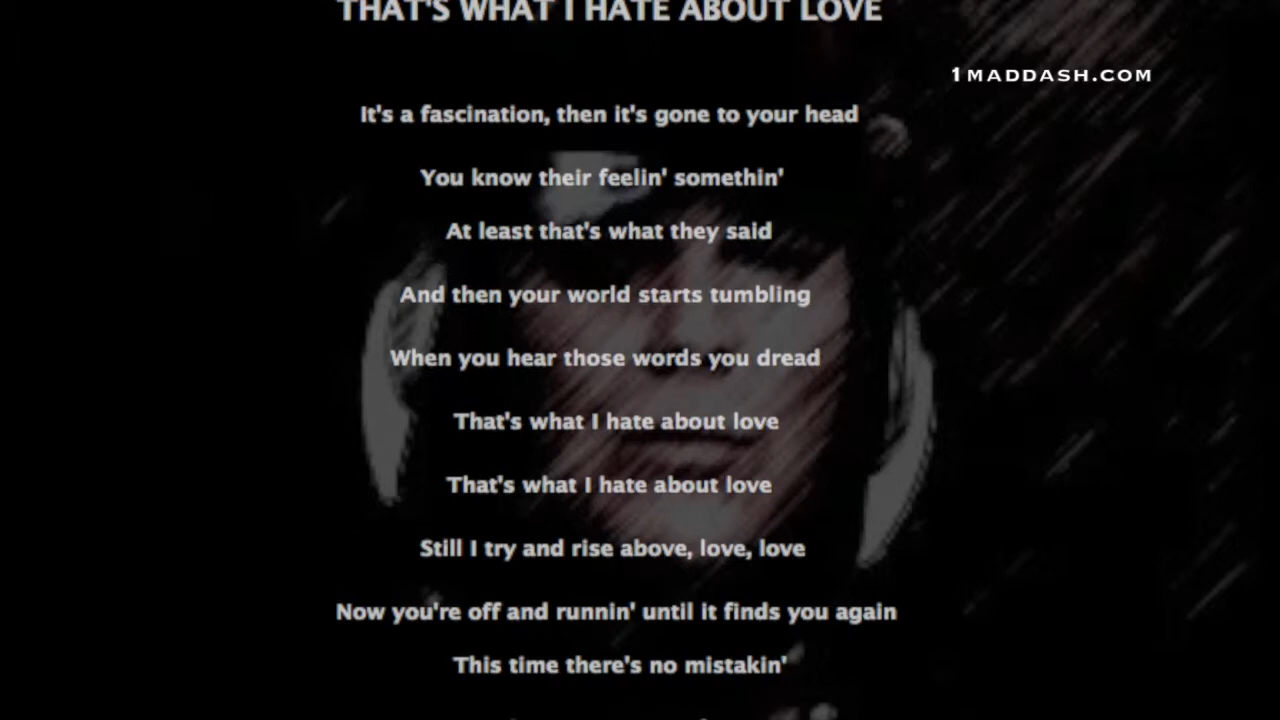 THAT'S WHAT I HATE ABOUT LOVE
1MADDASH.COM
It's a fascination, then it's gone to your head
You know their feelin' somethin'
At least that's what they said
And then your world starts tumbling
When you hear those words you dread
That's what I hate about love
That's what I hate about love
Still I try and rise above, love, love
Now you're off and runnin' until it finds you again
This time there's no mistakin'